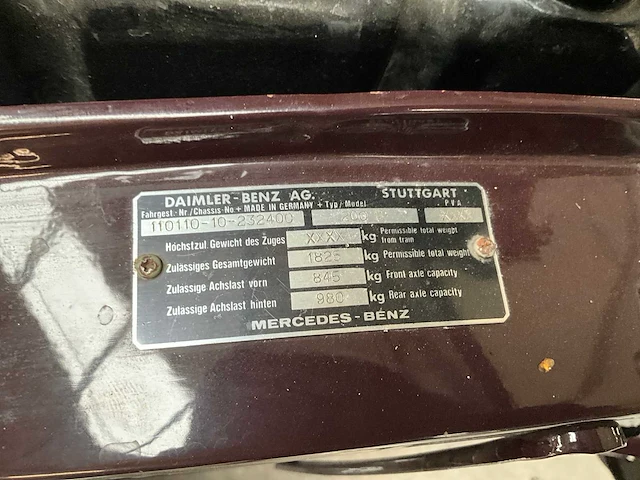 DAIMLER-BENZ AG. STUTTGART
Fahrgest.-Nr/Chassis-No + MADE IN GERMANY + Typ/Model P.V.A
110110-10-232400
Höchstzul. Gewicht des Zuges XXXX kg Permissible total weight from train
Zulässiges Gesamtgewicht 1825 kg Permissible total weight
Zulässige Achslast vorn 845 kg Front axle capacity
Zulässige Achslast hinten 980 kg Rear axle capacity
MERCEDES-BENZ